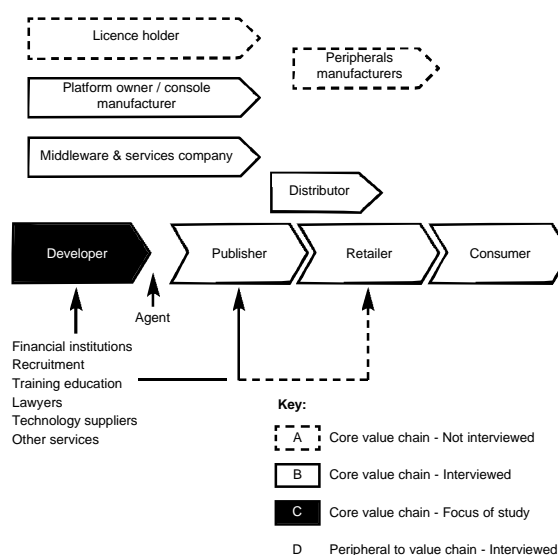 Licence holder
Peripherals
manufacturers
Platform owner / console
manufacturer
Middleware & services company
Distributor
Developer
Publisher
Retailer
Consumer
Agent
Financial institutions
Recruitment
Training education
Lawyers
Technology suppliers
Other services
Key:
A Core value chain - Not interviewed
B Core value chain - Interviewed
C Core value chain - Focus of study
D Peripheral to value chain - Interviewed